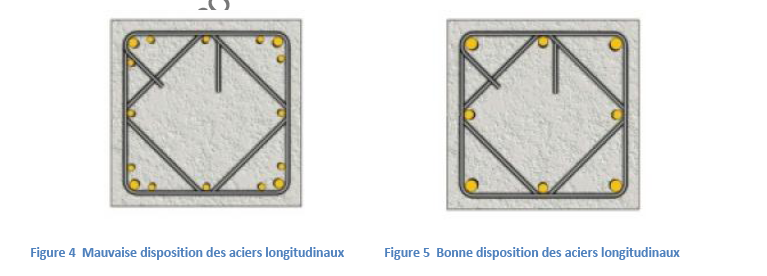 Figure 4 Mauvaise disposition des aciers longitudinaux
Figure 5 Bonne disposition des aciers longitudinaux